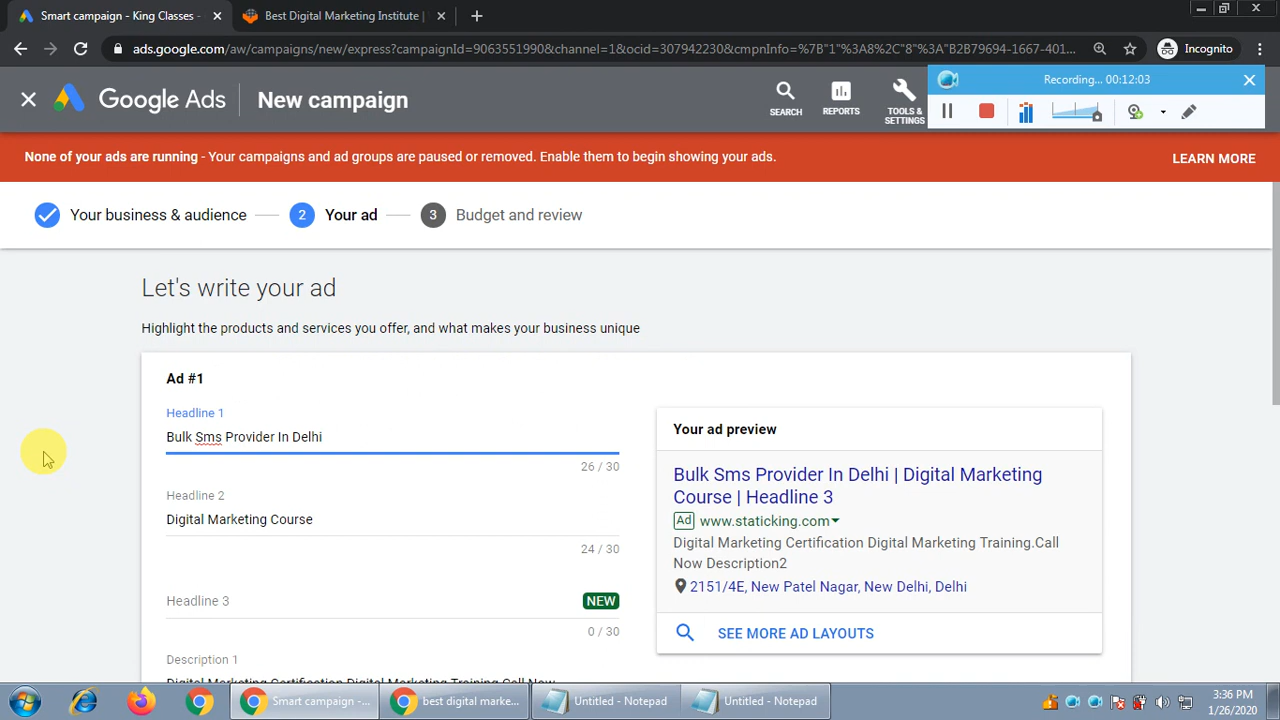 Smart campaign - King Classes -
Best Digital Marketing Institute |
ads.google.com/aw/campaigns/new/express?campaignId=9063551990&channel=1&ocid=307942230&cmpnInfo=%7B"1"%3A8%2C"8"%3A"B2B79694-1667-401...
Incognito
Google Ads
New campaign
SEARCH
REPORTS
TOOLS &
SETTINGS
Recording... 00:12:03
None of your ads are running - Your campaigns and ad groups are paused or removed. Enable them to begin showing your ads.
LEARN MORE
Your business & audience
2
Your ad
3
Budget and review
Let's write your ad
Highlight the products and services you offer, and what makes your business unique
Ad #1
Headline 1
Bulk Sms Provider In Delhi
26 / 30
Headline 2
Digital Marketing Course
24 / 30
Headline 3
NEW
0 / 30
Description 1
Digital Marketing Certification Digital Marketing Training.Call Now
Your ad preview
Bulk Sms Provider In Delhi | Digital Marketing
Course | Headline 3
Ad www.staticking.com
Digital Marketing Certification Digital Marketing Training.Call
Now Description2
2151/4E, New Patel Nagar, New Delhi, Delhi
SEE MORE AD LAYOUTS
Smart campaign -...
best digital marke...
Untitled - Notepad
Untitled - Notepad
3:36 PM
1/26/2020